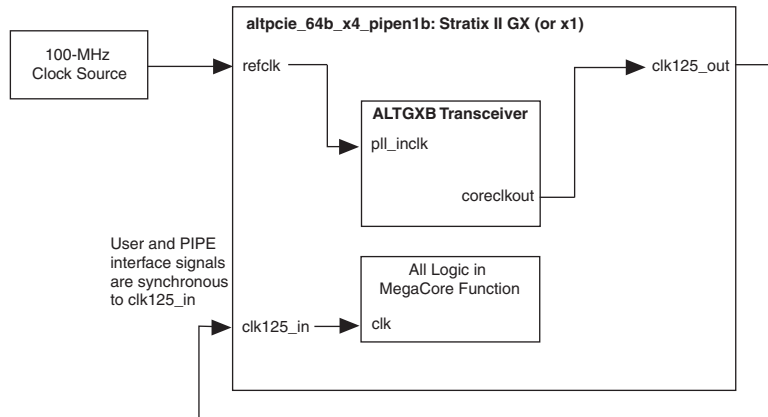 altpcie_64b_x4_pipen1b: Stratix II GX (or x1)
100-MHz
Clock Source
refclk
clk125_out
ALTGXB Transceiver
pll_inclk
coreclkout
User and PIPE
interface signals
are synchronous
to clk125_in
All Logic in
MegaCore Function
clk125_in
clk